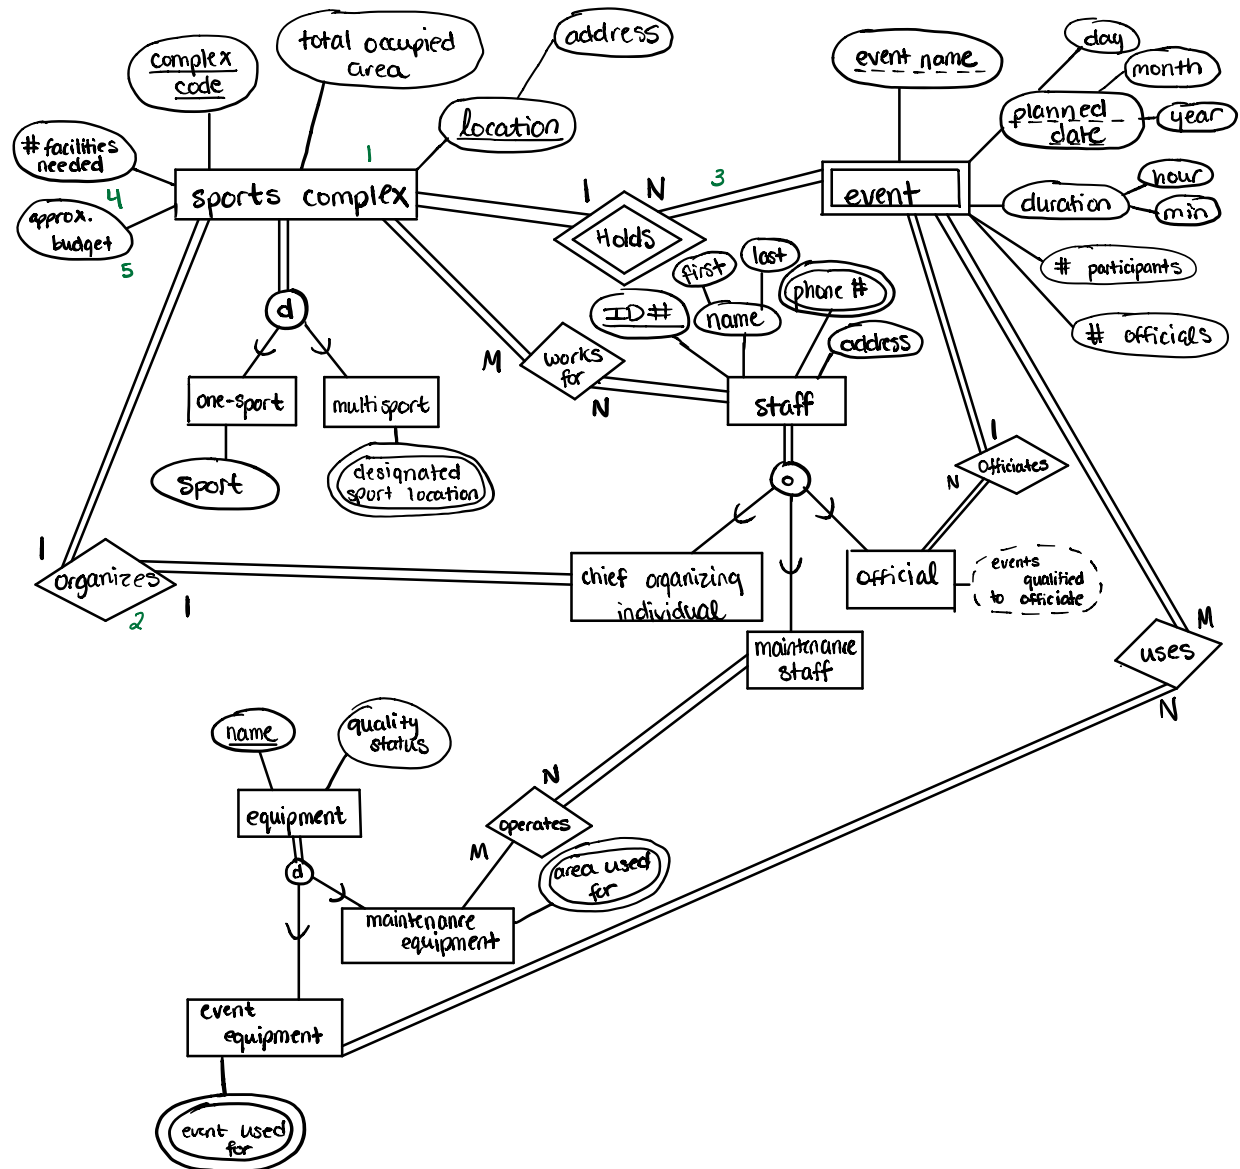 complex
code
total occupied
area
address
location
# facilities
needed
4
approx.
budget
5
1
sports complex
event name
day
month
planned
date
year
event
hour
duration
min
# participants
# officials
1
N
3
Holds
d
one-sport
multisport
sport
designated
sport location
first
last
ID #
name
phone #
address
M
works
for
N
staff
o
1
officiates
N
1
organizes
2
1
chief organizing
individual
official
events
qualified
to officiate
maintenance
staff
M
uses
N
name
quality
status
equipment
d
N
operates
M
area used
for
maintenance
equipment
event
equipment
event used
for